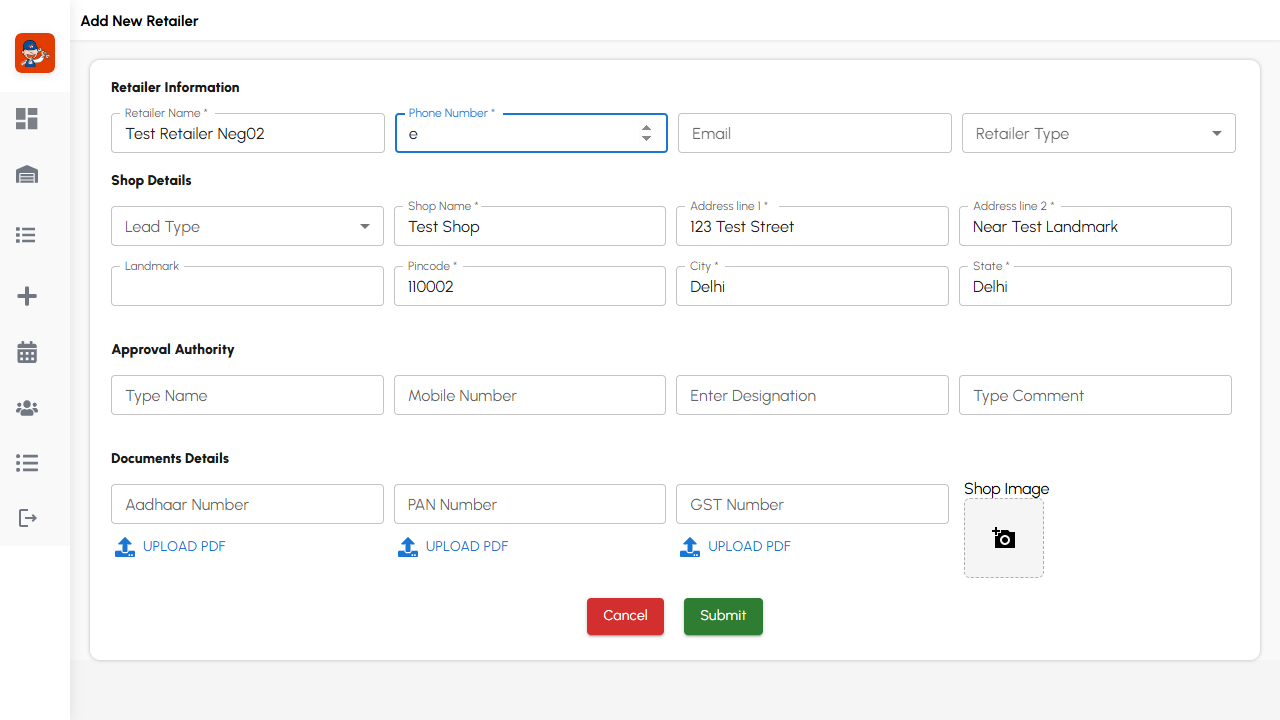 Add New Retailer
Retailer Information
Retailer Name *
Test Retailer Neg02
Phone Number *
e
Email
Retailer Type
Shop Details
Lead Type
Shop Name *
Test Shop
Address line 1 *
123 Test Street
Address line 2 *
Near Test Landmark
Landmark
Pincode *
110002
City *
Delhi
State *
Delhi
Approval Authority
Type Name
Mobile Number
Enter Designation
Type Comment
Documents Details
Aadhaar Number
PAN Number
GST Number
Shop Image
UPLOAD PDF
UPLOAD PDF
UPLOAD PDF
Cancel
Submit